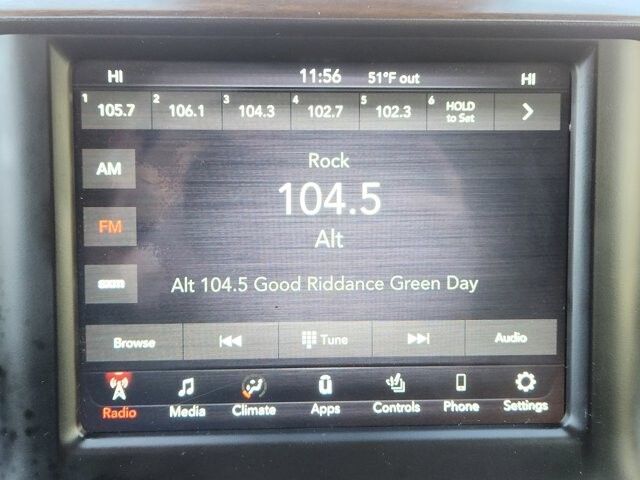 HI 11:56 51°F out HI
1 105.7 2 106.1 3 104.3 4 102.7 5 102.3 6 HOLD to Set
AM
Rock
104.5
FM
Alt
sxm
Alt 104.5 Good Riddance Green Day
Browse Tune Audio
Radio Media Climate Apps Controls Phone Settings